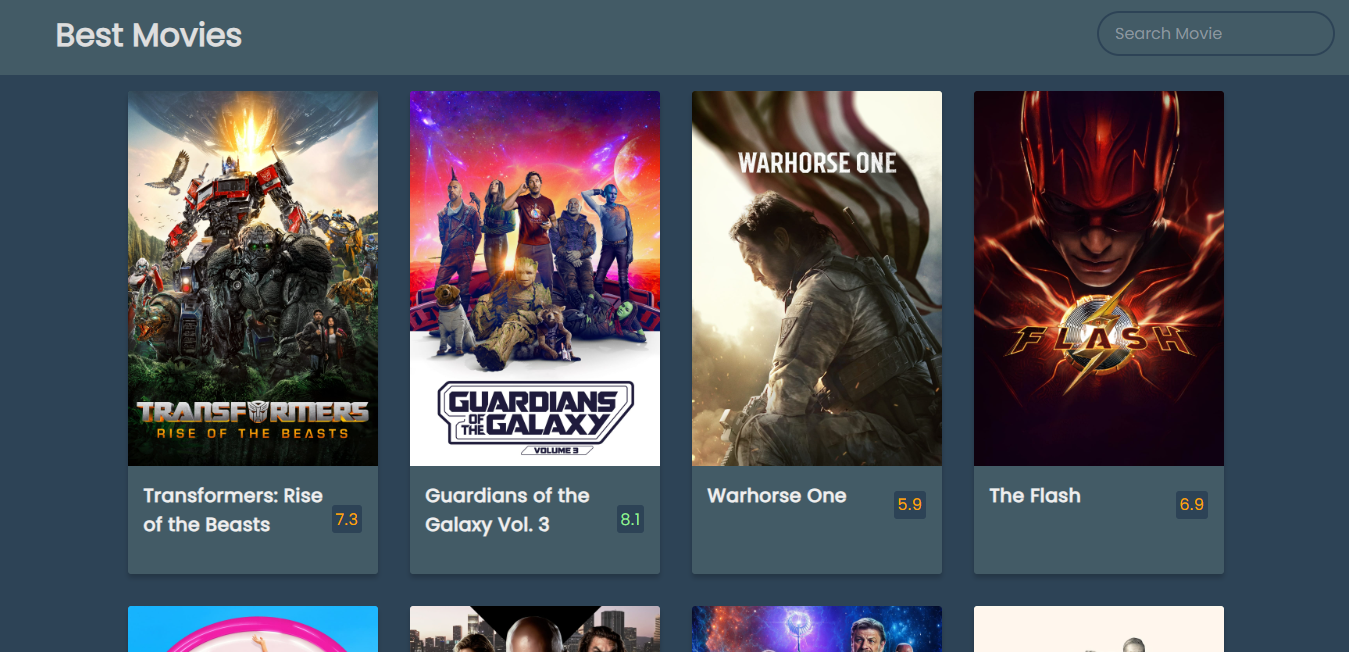 Best Movies
Search Movie
TRANSFORMERS
RISE OF THE BEASTS
GUARDIANS
OF THE GALAXY
VOLUME 3
WARHORSE ONE
FLASH
Transformers: Rise
of the Beasts
7.3
Guardians of the
Galaxy Vol. 3
8.1
Warhorse One
5.9
The Flash
6.9